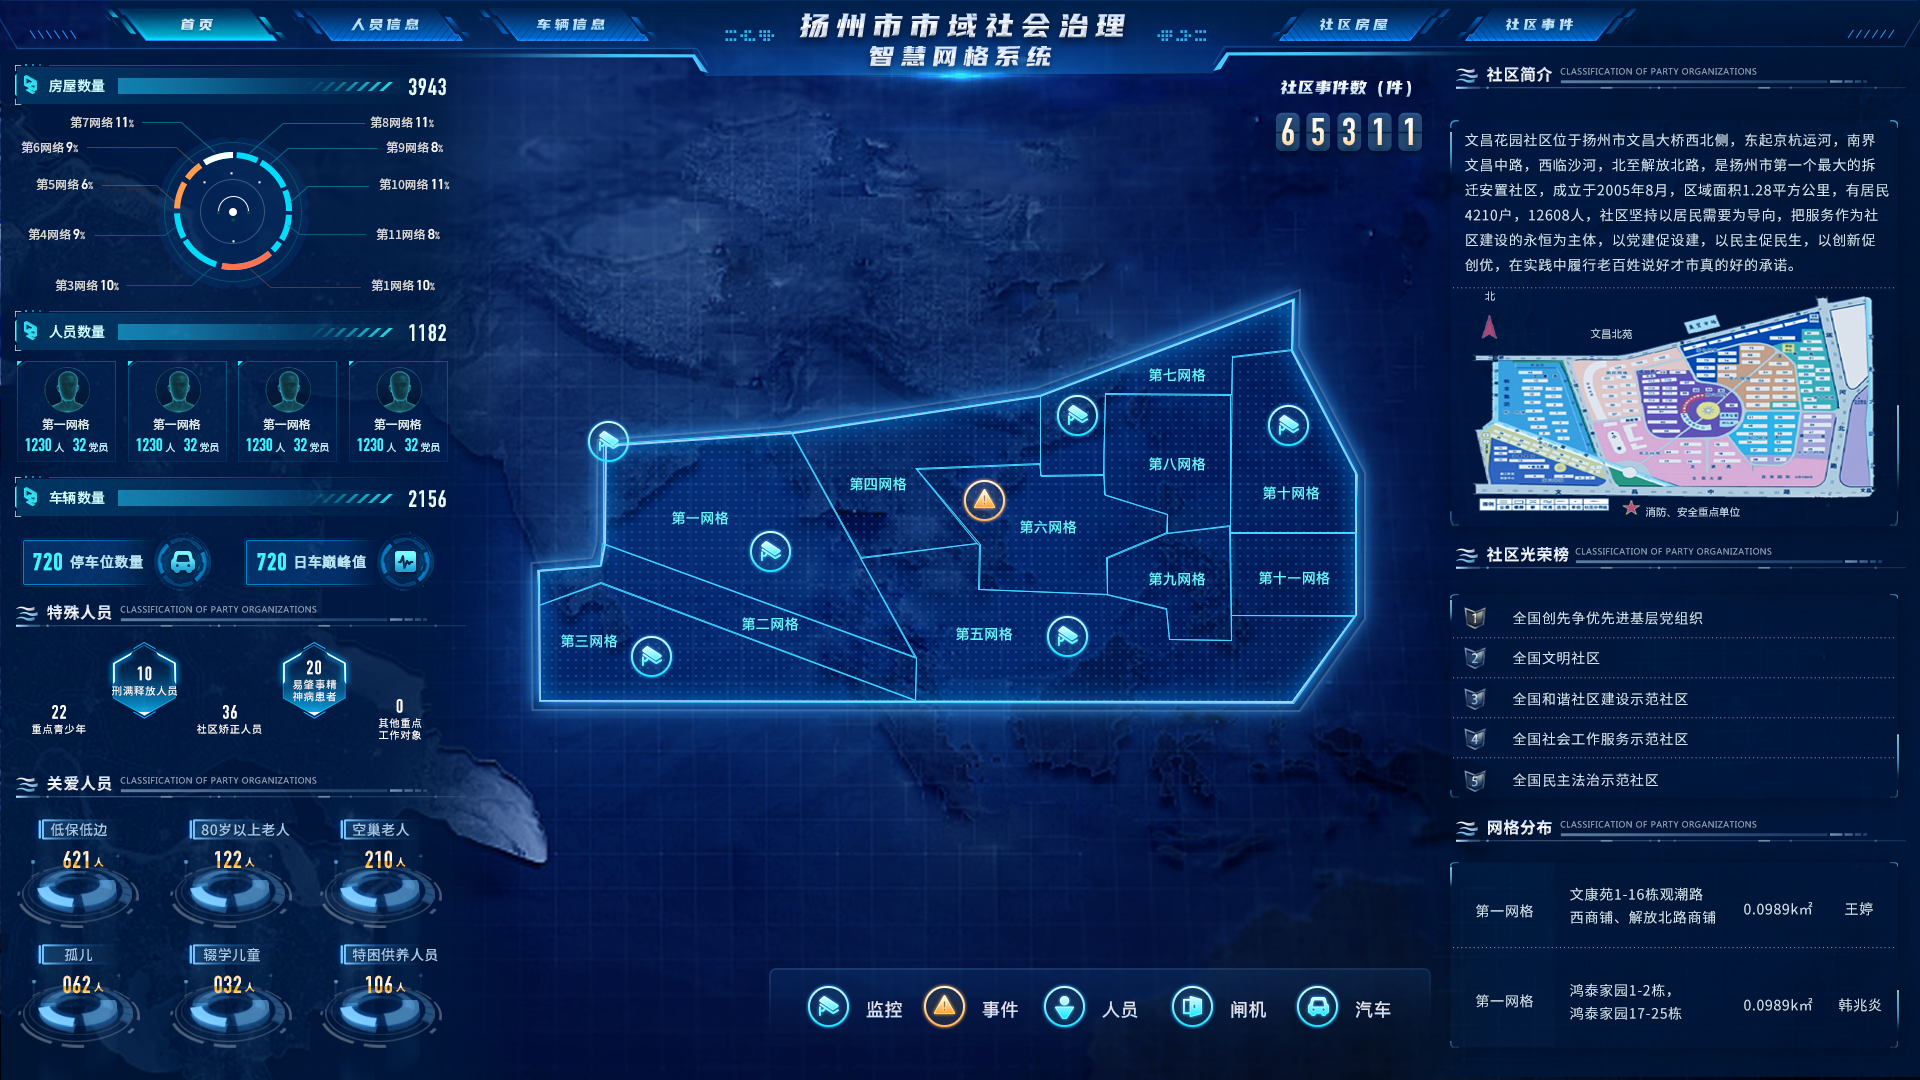 首页
人员信息
车辆信息
扬州市市域社会治理
智慧网格系统
社区房屋
社区事件
房屋数量
3943
第7网络11%
第8网络11%
第6网络9%
第9网络8%
第5网络6%
第10网络11%
第4网络9%
第11网络8%
第3网络10%
第1网络10%
人员数量
1182
第一网格
1230人 32党员
第一网格
1230人 32党员
第一网格
1230人 32党员
第一网格
1230人 32党员
车辆数量
2156
720 停车位数量
720 日车巅峰值
特殊人员 CLASSIFICATION OF PARTY ORGANIZATIONS
10
刑满释放人员
20
易肇事精
神病患者
22
重点青少年
36
社区矫正人员
0
其他重点
工作对象
关爱人员 CLASSIFICATION OF PARTY ORGANIZATIONS
低保低边
621人
80岁以上老人
122人
空巢老人
210人
孤儿
062人
辍学儿童
032人
特困供养人员
106人
社区事件数（件）
65311
第七网格
第八网格
第十网格
第四网格
第一网格
第六网格
第九网格
第十一网格
第二网格
第三网格
第五网格
监控
事件
人员
闸机
汽车
社区简介 CLASSIFICATION OF PARTY ORGANIZATIONS
文昌花园社区位于扬州市文昌大桥西北侧，东起京杭运河，南界
文昌中路，西临沙河，北至解放北路，是扬州市第一个最大的拆
迁安置社区，成立于2005年8月，区域面积1.28平方公里，有居民
4210户，12608人，社区坚持以居民需要为导向，把服务作为社
区建设的永恒为主体，以党建促设建，以民主促民生，以创新促
创优，在实践中履行老百姓说好才市真的好的承诺。
北
文昌北苑
文 昌 中 路
消防、安全重点单位
社区光荣榜 CLASSIFICATION OF PARTY ORGANIZATIONS
1 全国创先争优先进基层党组织
2 全国文明社区
3 全国和谐社区建设示范社区
4 全国社会工作服务示范社区
5 全国民主法治示范社区
网格分布 CLASSIFICATION OF PARTY ORGANIZATIONS
第一网格
文康苑1-16栋观潮路
西商铺、解放北路商铺
0.0989k㎡
王婷
第一网格
鸿泰家园1-2栋，
鸿泰家园17-25栋
0.0989k㎡
韩兆炎